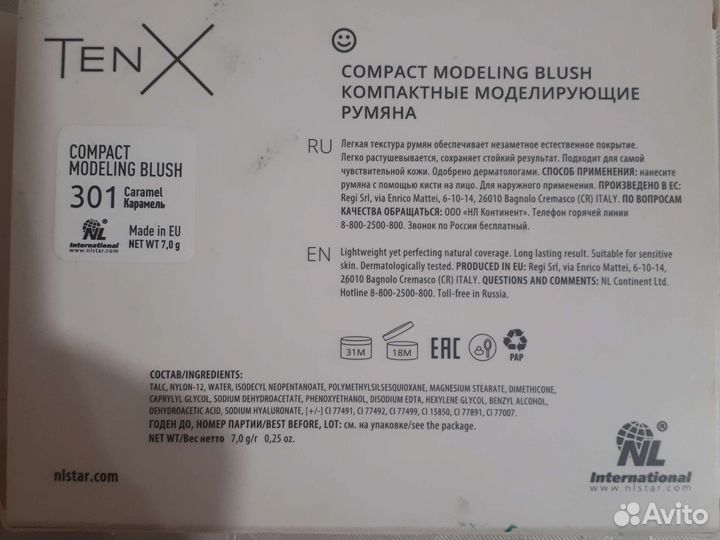 TEN X
COMPACT MODELING BLUSH
КОМПАКТНЫЕ МОДЕЛИРУЮЩИЕ
РУМЯНА
COMPACT
MODELING BLUSH
301 Caramel
Карамель
Made in EU
NET WT 7,0 g
NL
International
nlstar.com
RU Легкая текстура румян обеспечивает незаметное естественное покрытие.
Легко растушевывается, сохраняет стойкий результат. Подходит для самой
чувствительной кожи. Одобрено дерматологами. СПОСОБ ПРИМЕНЕНИЯ: нанесите
румяна с помощью кисти на лицо. Для наружного применения. ПРОИЗВЕДЕНО В ЕС:
Regi Srl, via Enrico Mattei, 6-10-14, 26010 Bagnolo Cremasco (CR) ITALY. ПО ВОПРОСАМ
КАЧЕСТВА ОБРАЩАТЬСЯ: ООО «НЛ Континент». Телефон горячей линии
8-800-2500-800. Звонок по России бесплатный.
EN Lightweight yet perfecting natural coverage. Long lasting result. Suitable for sensitive
skin. Dermatologically tested. PRODUCED IN EU: Regi Srl, via Enrico Mattei, 6-10-14,
26010 Bagnolo Cremasco (CR) ITALY. QUESTIONS AND COMMENTS: NL Continent Ltd.
Hotline 8-800-2500-800. Toll-free in Russia.
31M 18M EAC PAP
СОСТАВ/INGREDIENTS:
TALC, NYLON-12, WATER, ISODECYL NEOPENTANOATE, POLYMETHYLSILSESQUIOXANE, MAGNESIUM STEARATE, DIMETHICONE,
CAPRYLYL GLYCOL, SODIUM DEHYDROACETATE, PHENOXYETHANOL, DISODIUM EDTA, HEXYLENE GLYCOL, BENZYL ALCOHOL,
DEHYDROACETIC ACID, SODIUM HYALURONATE, [+/-] CI 77491, CI 77492, CI 77499, CI 15850, CI 77891, CI 77007.
ГОДЕН ДО, НОМЕР ПАРТИИ/BEST BEFORE, LOT: см. на упаковке/see the package.
NET WT/Вес нетто 7,0 g/г 0,25 oz.
nlstar.com
NL®
International
www.nlstar.com
Avito